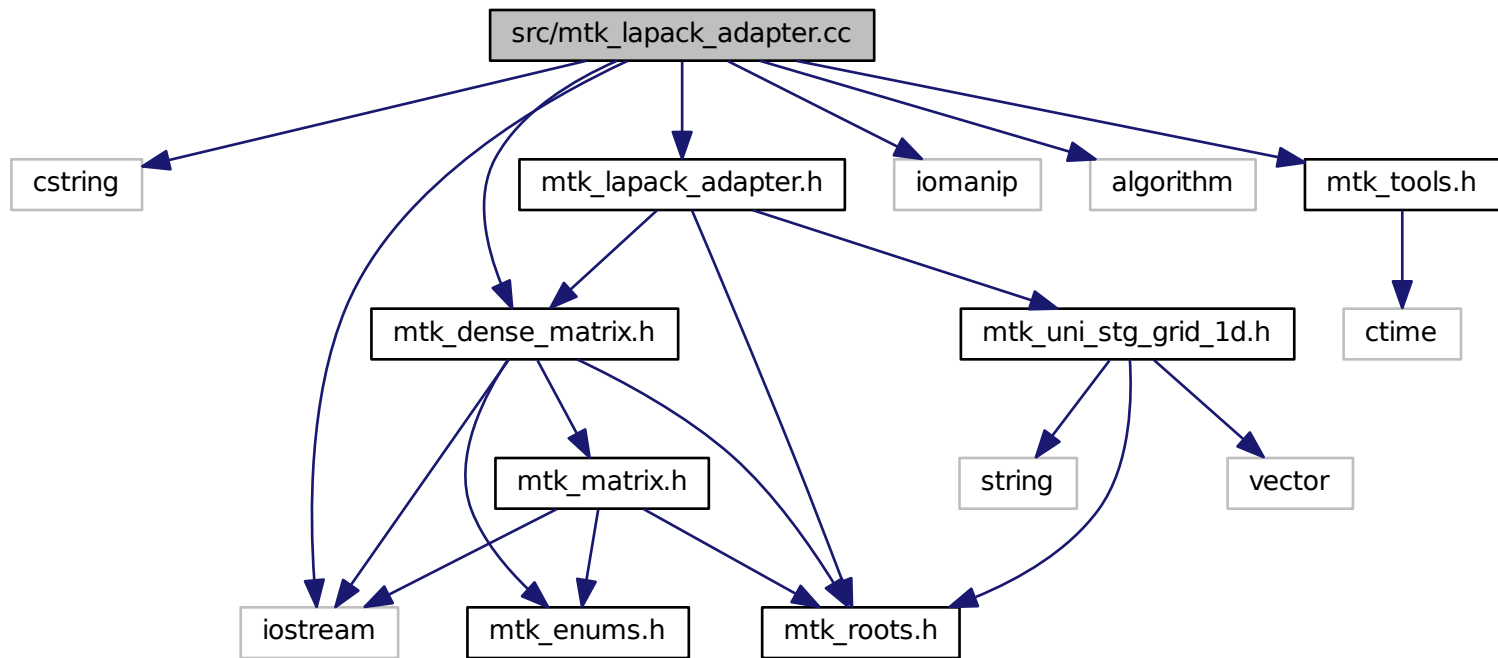 src/mtk_lapack_adapter.cc
cstring
mtk_lapack_adapter.h
iomanip
algorithm
mtk_tools.h
mtk_dense_matrix.h
mtk_uni_stg_grid_1d.h
ctime
mtk_matrix.h
string
vector
iostream
mtk_enums.h
mtk_roots.h